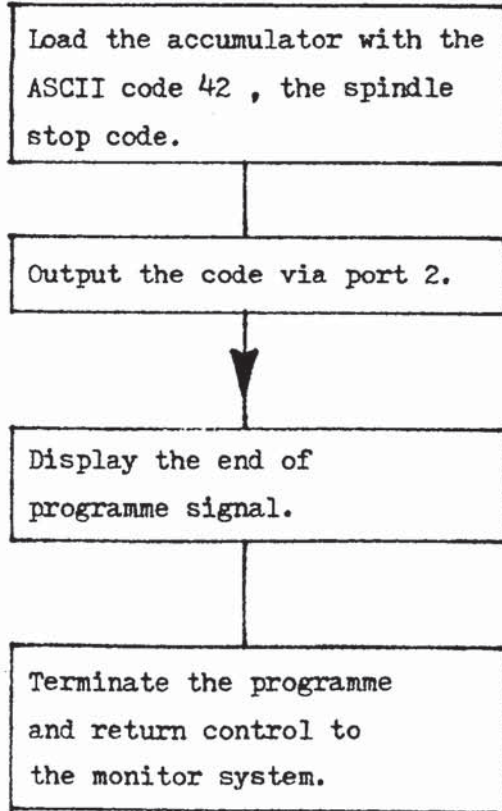 Load the accumulator with the
ASCII code 42 , the spindle
stop code.
Output the code via port 2.
Display the end of
programme signal.
Terminate the programme
and return control to
the monitor system.